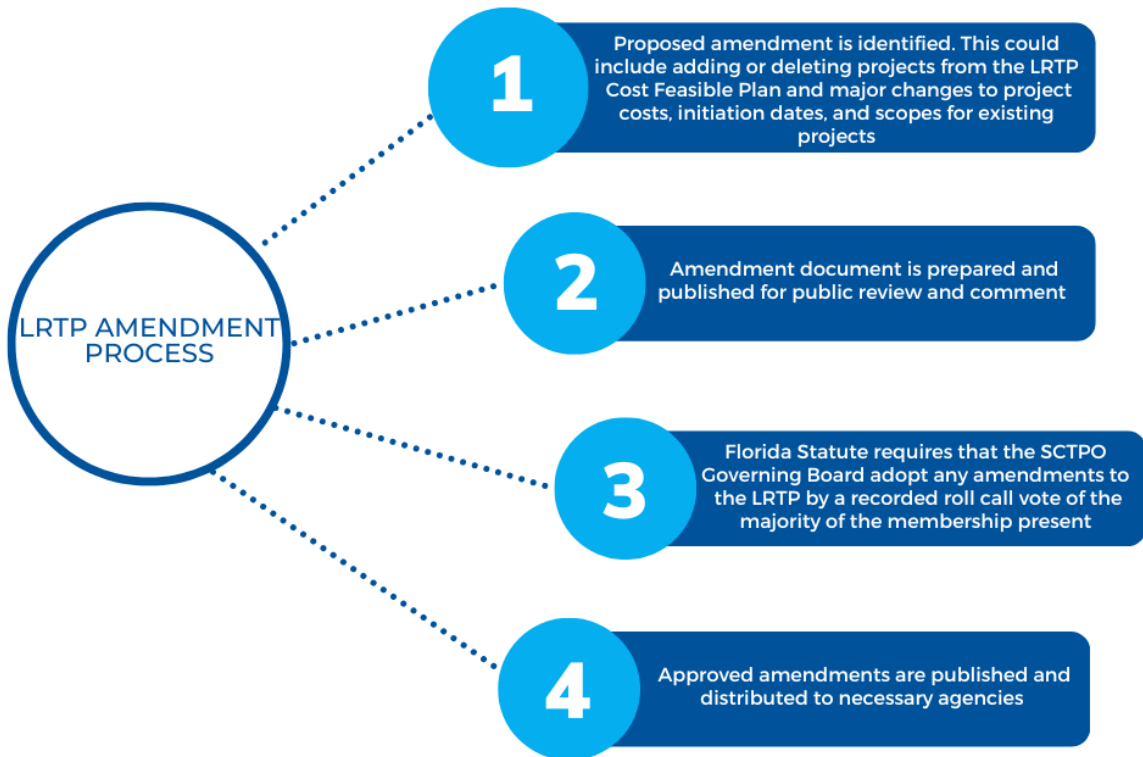 LRTP AMENDMENT
PROCESS
1
Proposed amendment is identified. This could
include adding or deleting projects from the LRTP
Cost Feasible Plan and major changes to project
costs, initiation dates, and scopes for existing
projects
2
Amendment document is prepared and
published for public review and comment
3
Florida Statute requires that the SCTPO
Governing Board adopt any amendments to
the LRTP by a recorded roll call vote of the
majority of the membership present
4
Approved amendments are published and
distributed to necessary agencies